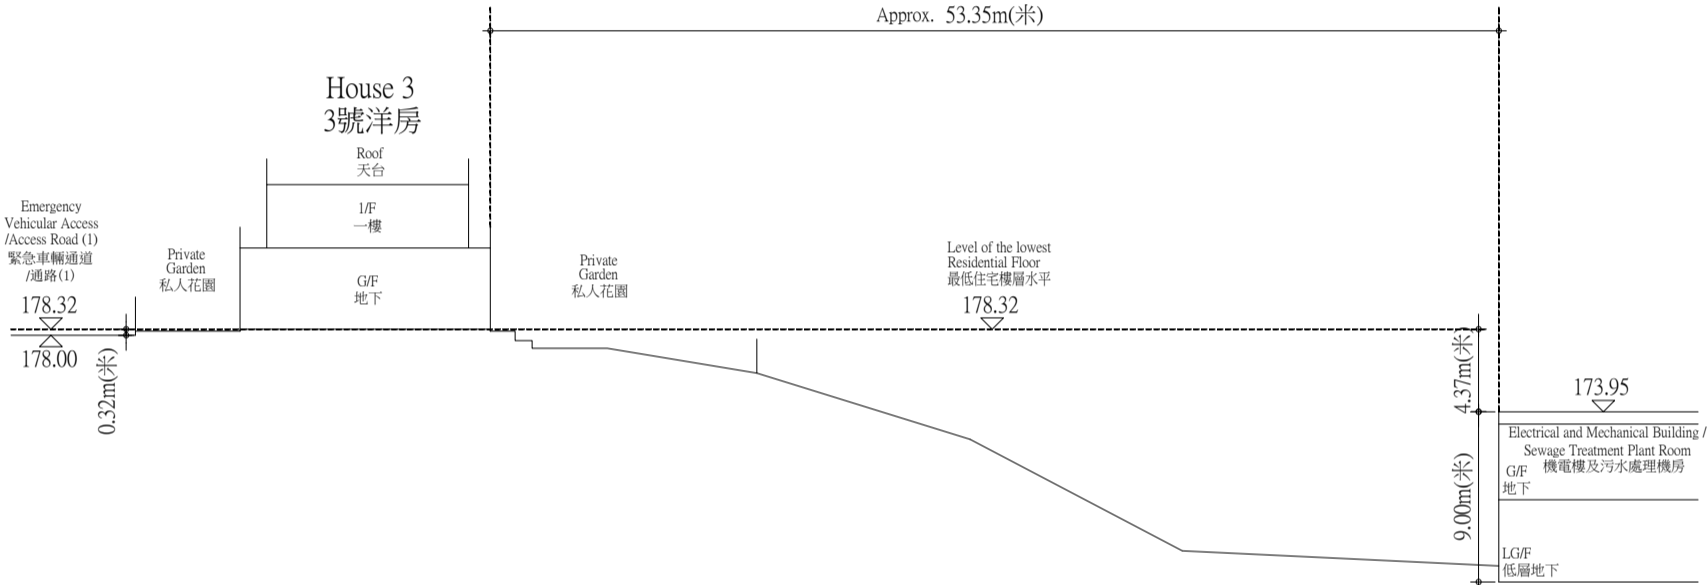 Approx. 53.35m(米)
House 3
3號洋房
Roof
天台
1/F
一樓
G/F
地下
Emergency
Vehicular Access
/Access Road (1)
緊急車輛通道
/通路(1)
178.32
178.00
0.32m(米)
Private
Garden
私人花園
Private
Garden
私人花園
Level of the lowest
Residential Floor
最低住宅樓層水平
178.32
4.37m(米)
9.00m(米)
173.95
Electrical and Mechanical Building /
Sewage Treatment Plant Room
機電樓及污水處理機房
G/F
地下
LG/F
低層地下